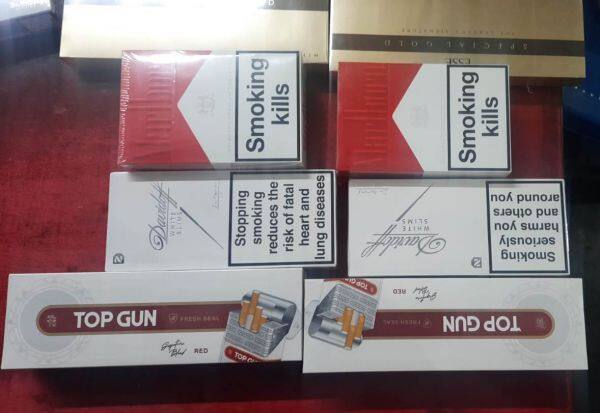 SPECIAL GOLD
ESSE
Marlboro
Smoking
kills
Marlboro
Smoking
kills
Davidoff
WHITE
SLIMS
Stopping
smoking
reduces the
risk of fatal
heart and
lung diseases
Davidoff
WHITE
SLIMS
Smoking
seriously
harms you
and others
around you
TOP GUN
FRESH SEAL
RED
TOP GUN
TOP GUN
RED
TOP GUN
FRESH SEAL